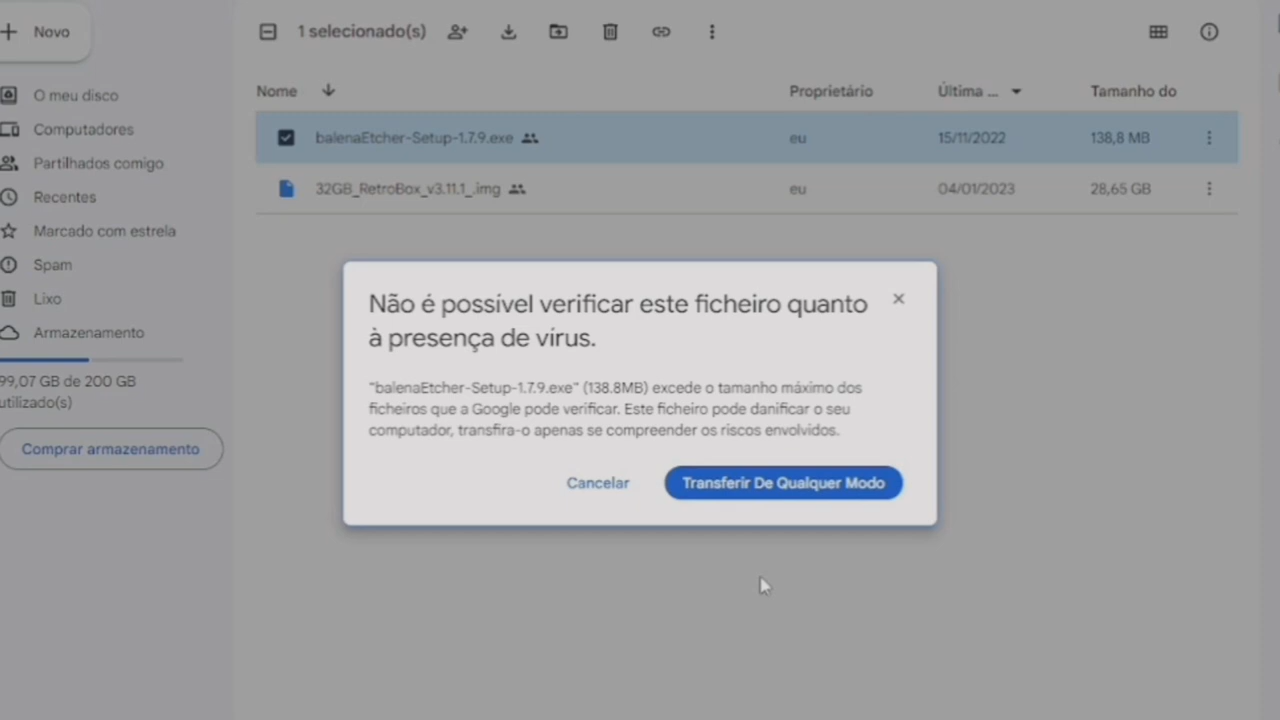 Novo
1 selecionado(s)
Nome
Proprietário
Última ...
Tamanho do
O meu disco
Computadores
Partilhados comigo
Recentes
Marcado com estrela
Spam
Lixo
Armazenamento
99,07 GB de 200 GB
utilizado(s)
Comprar armazenamento
balenaEtcher-Setup-1.7.9.exe
eu
15/11/2022
138,8 MB
32GB_RetroBox_v3.11.1_.img
eu
04/01/2023
28,65 GB
Não é possível verificar este ficheiro quanto
à presença de vírus.
"balenaEtcher-Setup-1.7.9.exe" (138.8MB) excede o tamanho máximo dos
ficheiros que a Google pode verificar. Este ficheiro pode danificar o seu
computador, transfira-o apenas se compreender os riscos envolvidos.
Cancelar
Transferir De Qualquer Modo